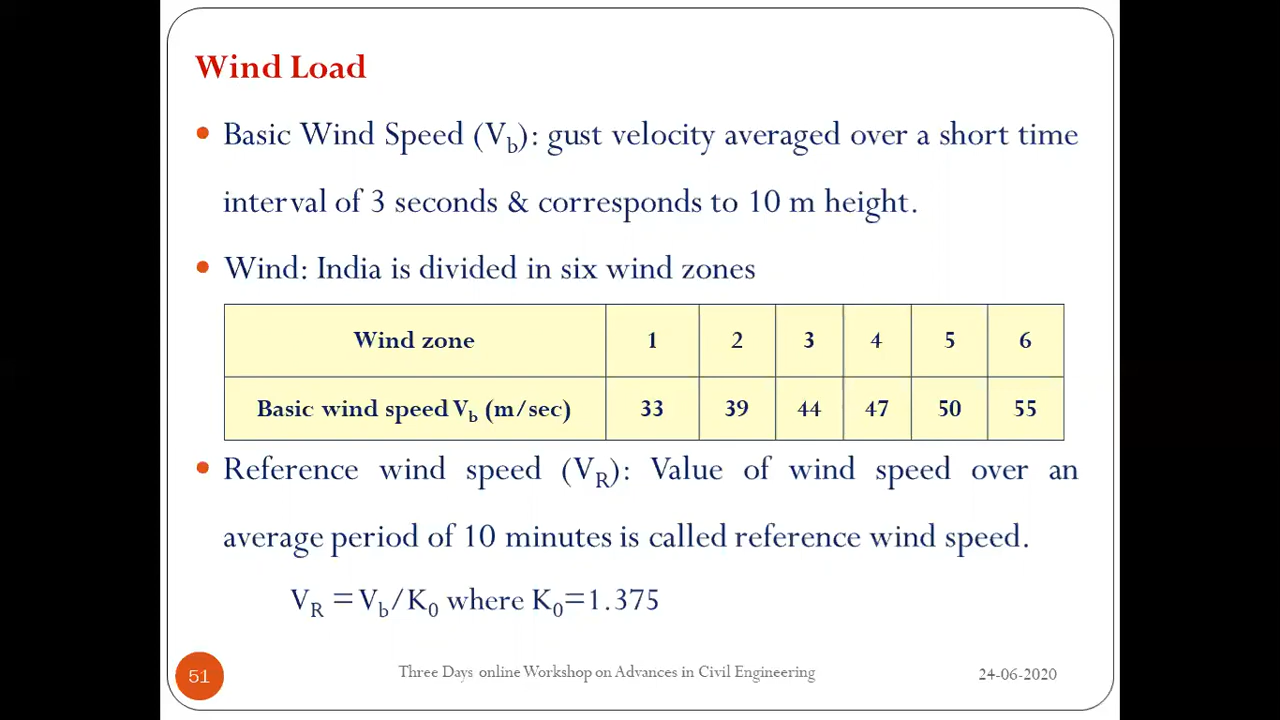 Wind Load
• Basic Wind Speed (Vb): gust velocity averaged over a short time
interval of 3 seconds & corresponds to 10 m height.
• Wind: India is divided in six wind zones
Wind zone 1 2 3 4 5 6
Basic wind speed Vb (m/sec) 33 39 44 47 50 55
• Reference wind speed (VR): Value of wind speed over an
average period of 10 minutes is called reference wind speed.
VR = Vb/K0 where K0=1.375
51 Three Days online Workshop on Advances in Civil Engineering 24-06-2020